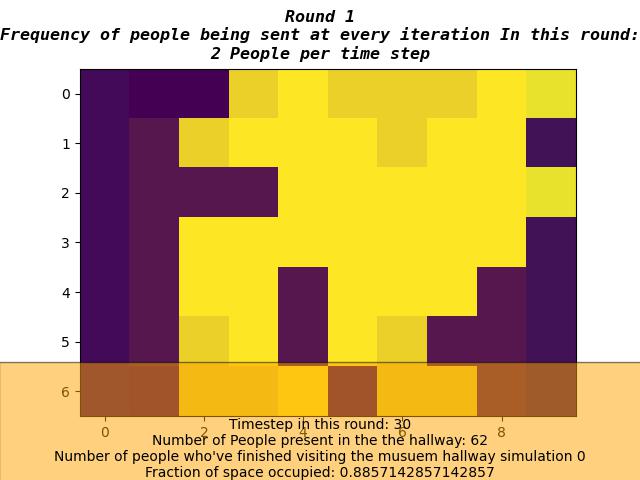 Round 1
Frequency of people being sent at every iteration In this round:
2 People per time step
0
1
2
3
4
5
6
0 2 4 6 8
Timestep in this round: 30
Number of People present in the the hallway: 62
Number of people who've finished visiting the musuem hallway simulation 0
Fraction of space occupied: 0.8857142857142857